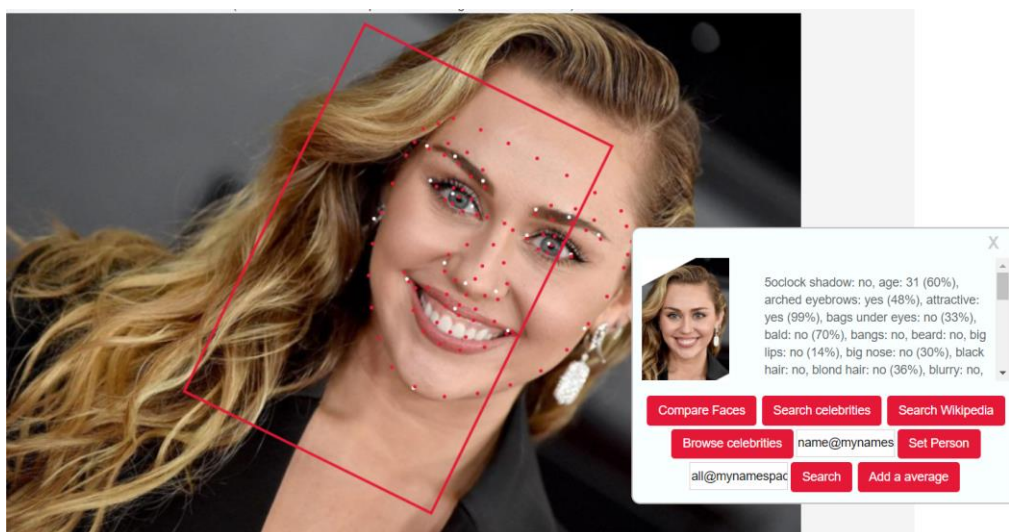 X
5oclock shadow: no, age: 31 (60%),
arched eyebrows: yes (48%), attractive:
yes (99%), bags under eyes: no (33%),
bald: no (70%), bangs: no, beard: no, big
lips: no (14%), big nose: no (30%), black
hair: no, blond hair: no (36%), blurry: no,
Compare Faces Search celebrities Search Wikipedia
Browse celebrities name@mynames Set Person
all@mynamespac Search Add a average